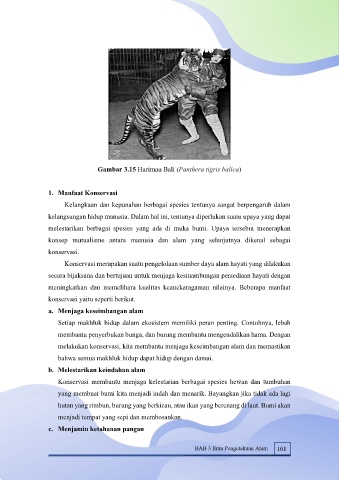 Gambar 3.15 Harimau Bali (Panthera tigris balica)
1. Manfaat Konservasi
Kelangkaan dan kepunahan berbagai spesies tentunya sangat berpengaruh dalam
kelangsungan hidup manusia. Dalam hal ini, tentunya diperlukan suatu upaya yang dapat
melestarikan berbagai spesies yang ada di muka bumi. Upaya tersebut menerapkan
konsep mutualisme antara manusia dan alam yang selanjutnya dikenal sebagai
konservasi.
Konservasi merupakan suatu pengelolaan sumber daya alam hayati yang dilakukan
secara bijaksana dan bertujuan untuk menjaga kesinambungan persediaan hayati dengan
meningkatkan dan memelihara kualitas keanekaragaman nilainya. Beberapa manfaat
konservasi yaitu seperti berikut.
a. Menjaga keseimbangan alam
Setiap makhluk hidup dalam ekosistem memiliki peran penting. Contohnya, lebah
membantu penyerbukan bunga, dan burung membantu mengendalikan hama. Dengan
melakukan konservasi, kita membantu menjaga keseimbangan alam dan memastikan
bahwa semua makhluk hidup dapat hidup dengan damai.
b. Melestarikan keindahan alam
Konservasi membantu menjaga kelestarian berbagai spesies hewan dan tumbuhan
yang membuat bumi kita menjadi indah dan menarik. Bayangkan jika tidak ada lagi
hutan yang rimbun, burung yang berkicau, atau ikan yang berenang di laut. Bumi akan
menjadi tempat yang sepi dan membosankan.
c. Menjamin ketahanan pangan
BAB 3 Ilmu Pengetahuan Alam 101